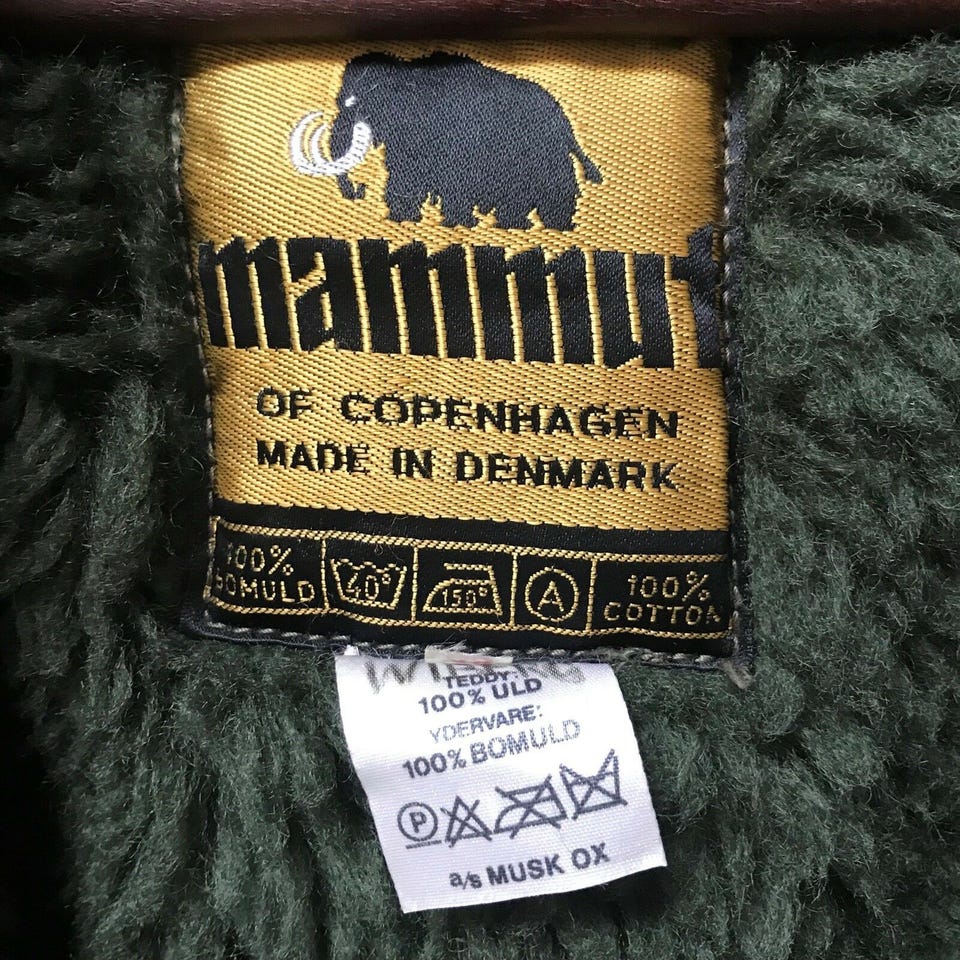 mammut
OF COPENHAGEN
MADE IN DENMARK
100% BOMULD 40° 150° A 100% COTTON
TEDDY:
100% ULD
YDERVARE:
100% BOMULD
P
a/s MUSK OX